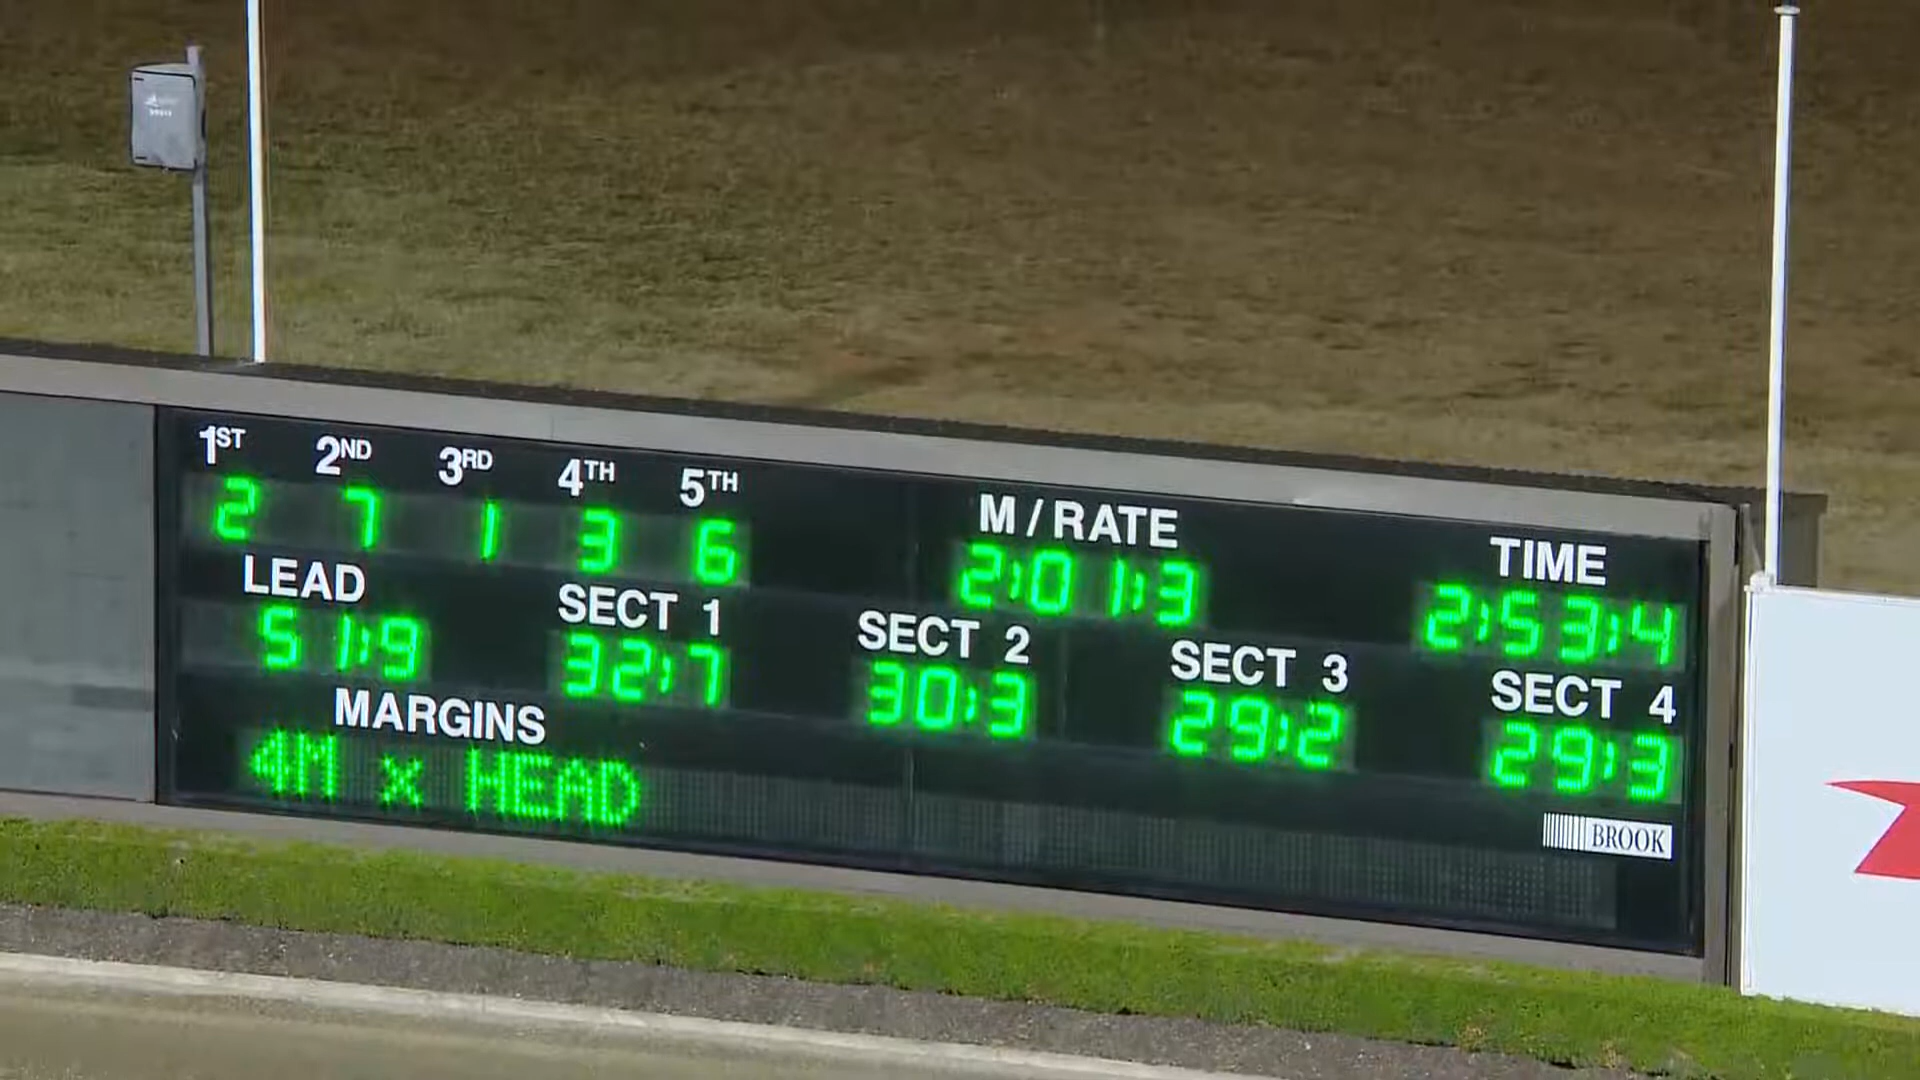 1ST 2ND 3RD 4TH 5TH M/RATE TIME
2 7 1 3 6 2:01:3 2:53:4
LEAD SECT 1 SECT 2 SECT 3 SECT 4
51:9 32:7 30:3 29:2 29:3
MARGINS
4M x HEAD
BROOK